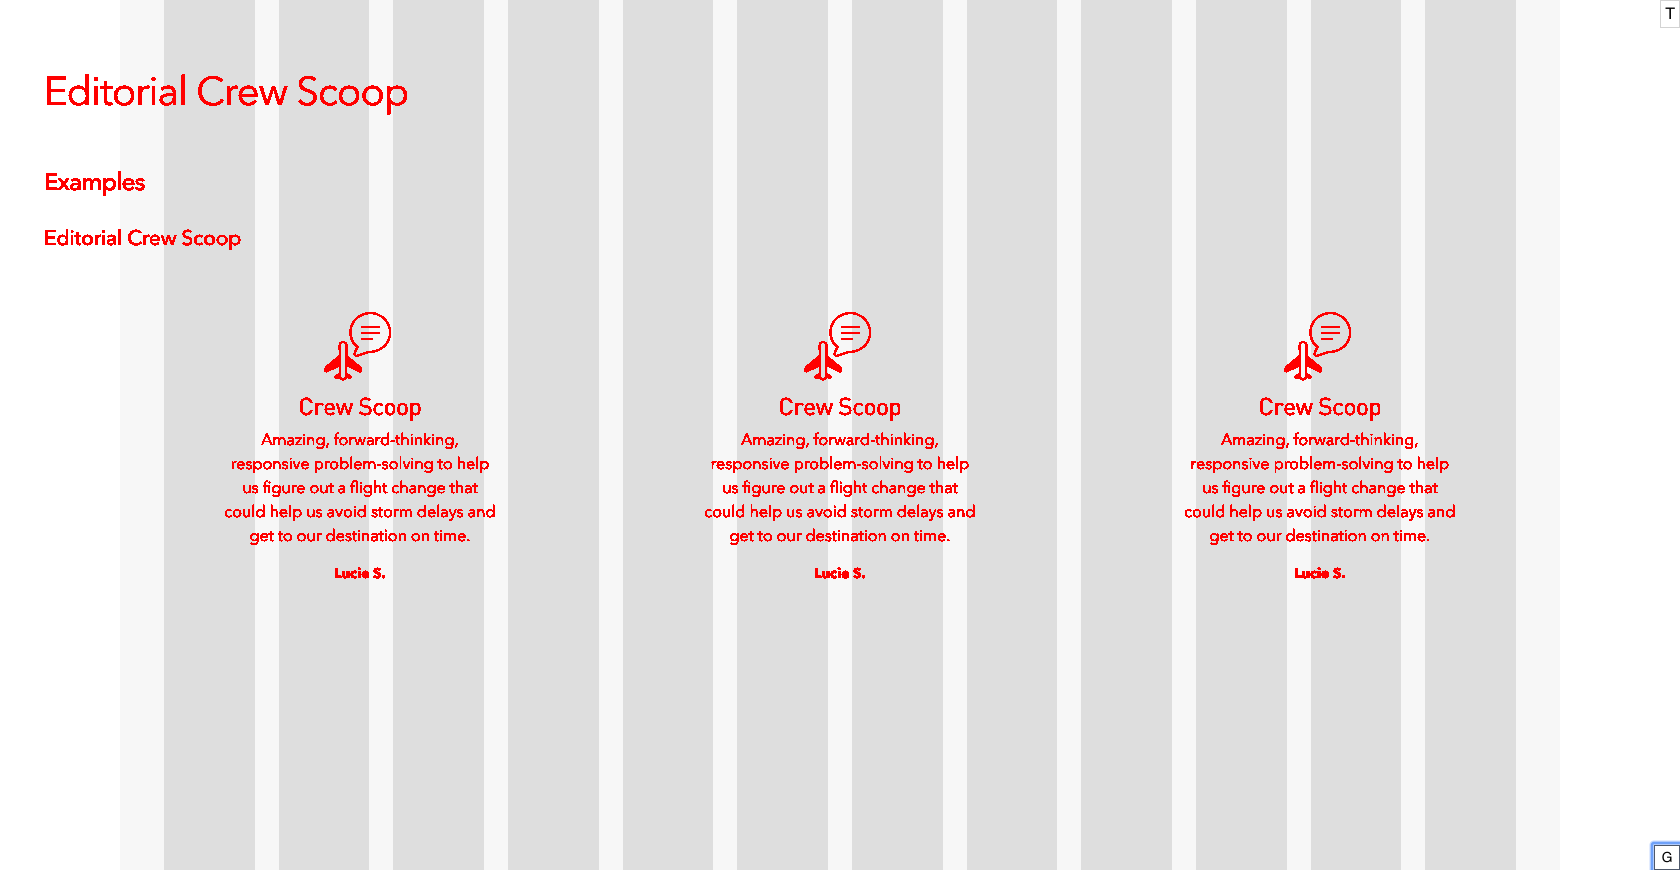 T
Editorial Crew Scoop
Examples
Editorial Crew Scoop
Crew Scoop
Amazing, forward-thinking,
responsive problem-solving to help
us figure out a flight change that
could help us avoid storm delays and
get to our destination on time.
Lucie S.
Crew Scoop
Amazing, forward-thinking,
responsive problem-solving to help
us figure out a flight change that
could help us avoid storm delays and
get to our destination on time.
Lucie S.
Crew Scoop
Amazing, forward-thinking,
responsive problem-solving to help
us figure out a flight change that
could help us avoid storm delays and
get to our destination on time.
Lucie S.
G